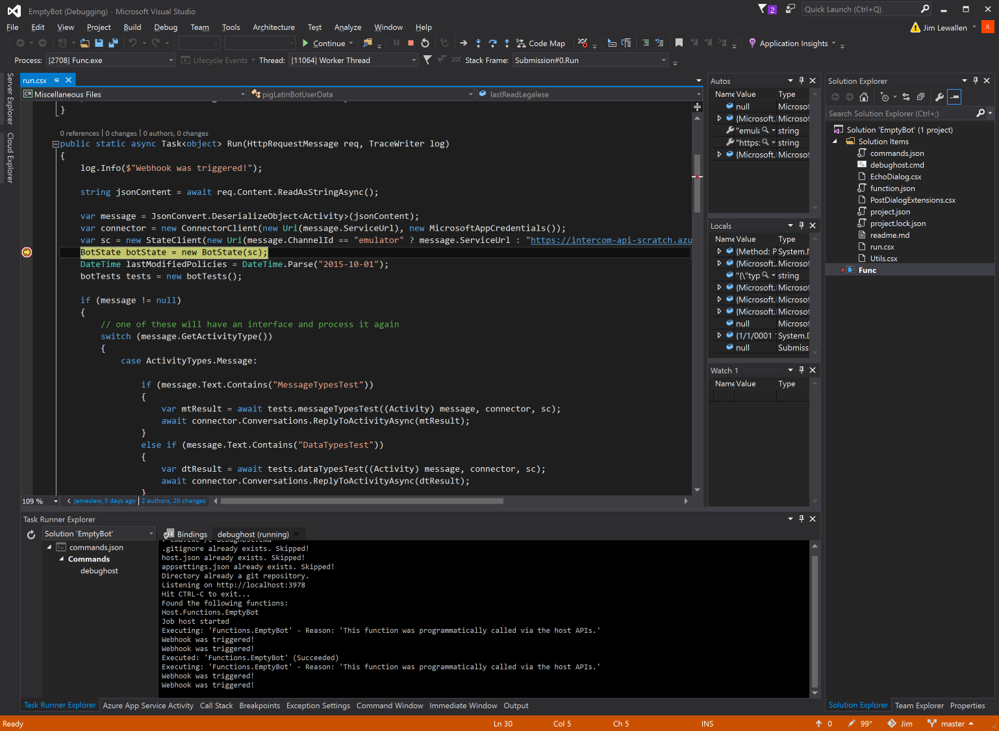 EmptyBot (Debugging) - Microsoft Visual Studio
2
Quick Launch (Ctrl+Q)
File Edit View Project Build Debug Team Tools Architecture Test Analyze Window Help
Jim Lewallen JL
Continue Code Map Application Insights
Process: [2708] Func.exe Lifecycle Events Thread: [11064] Worker Thread Stack Frame: Submission#0.Run
Server Explorer
Cloud Explorer
run.csx
C# Miscellaneous Files pigLatinBotUserData lastReadLegalese
}
0 references | 0 changes | 0 authors, 0 changes
public static async Task<object> Run(HttpRequestMessage req, TraceWriter log)
{
log.Info($"Webhook was triggered!");
string jsonContent = await req.Content.ReadAsStringAsync();
var message = JsonConvert.DeserializeObject<Activity>(jsonContent);
var connector = new ConnectorClient(new Uri(message.ServiceUrl), new MicrosoftAppCredentials());
var sc = new StateClient(new Uri(message.ChannelId == "emulator" ? message.ServiceUrl : "https://intercom-api-scratch.azu
BotState botState = new BotState(sc);
DateTime lastModifiedPolicies = DateTime.Parse("2015-10-01");
botTests tests = new botTests();
if (message != null)
{
// one of these will have an interface and process it again
switch (message.GetActivityType())
{
case ActivityTypes.Message:
if (message.Text.Contains("MessageTypesTest"))
{
var mtResult = await tests.messageTypesTest((Activity) message, connector, sc);
await connector.Conversations.ReplyToActivityAsync(mtResult);
}
else if (message.Text.Contains("DataTypesTest"))
{
var dtResult = await tests.dataTypesTest((Activity) message, connector, sc);
await connector.Conversations.ReplyToActivityAsync(dtResult);
}
109 % jameslew, 5 days ago | 2 authors, 20 changes
Autos
Name Value Type
null Microsof
{Microsoft. Microsof
"emula string
"https: string
{Microsoft. Microsof
Locals
Name Value Type
{Method: P System.N
{Microsoft. Microsof
"{\"typ string
{Microsoft. Microsof
{Microsoft. Microsof
{Microsoft. Microsof
null Microsof
{1/1/0001 System.D
null Submiss
Watch 1
Name Value Type
Solution Explorer
Search Solution Explorer (Ctrl+;)
Solution 'EmptyBot' (1 project)
Solution Items
commands.json
debughost.cmd
EchoDialog.csx
function.json
PostDialogExtensions.csx
project.json
project.lock.json
readme.md
run.csx
Utils.csx
Func
Task Runner Explorer
Solution 'EmptyBot'
commands.json
Commands
debughost
Bindings debughost (running)
> cmd.exe /c debughost.cmd
.gitignore already exists. Skipped!
host.json already exists. Skipped!
appsettings.json already exists. Skipped!
Directory already a git repository.
Listening on http://localhost:3978
Hit CTRL-C to exit...
Found the following functions:
Host.Functions.EmptyBot
Job host started
Executing: 'Functions.EmptyBot' - Reason: 'This function was programmatically called via the host APIs.'
Webhook was triggered!
Webhook was triggered!
Executed: 'Functions.EmptyBot' (Succeeded)
Executing: 'Functions.EmptyBot' - Reason: 'This function was programmatically called via the host APIs.'
Webhook was triggered!
Webhook was triggered!
Task Runner Explorer Azure App Service Activity Call Stack Breakpoints Exception Settings Command Window Immediate Window Output
Solution Explorer Team Explorer Properties
Ready Ln 30 Col 5 Ch 5 INS 0 99* Jim master